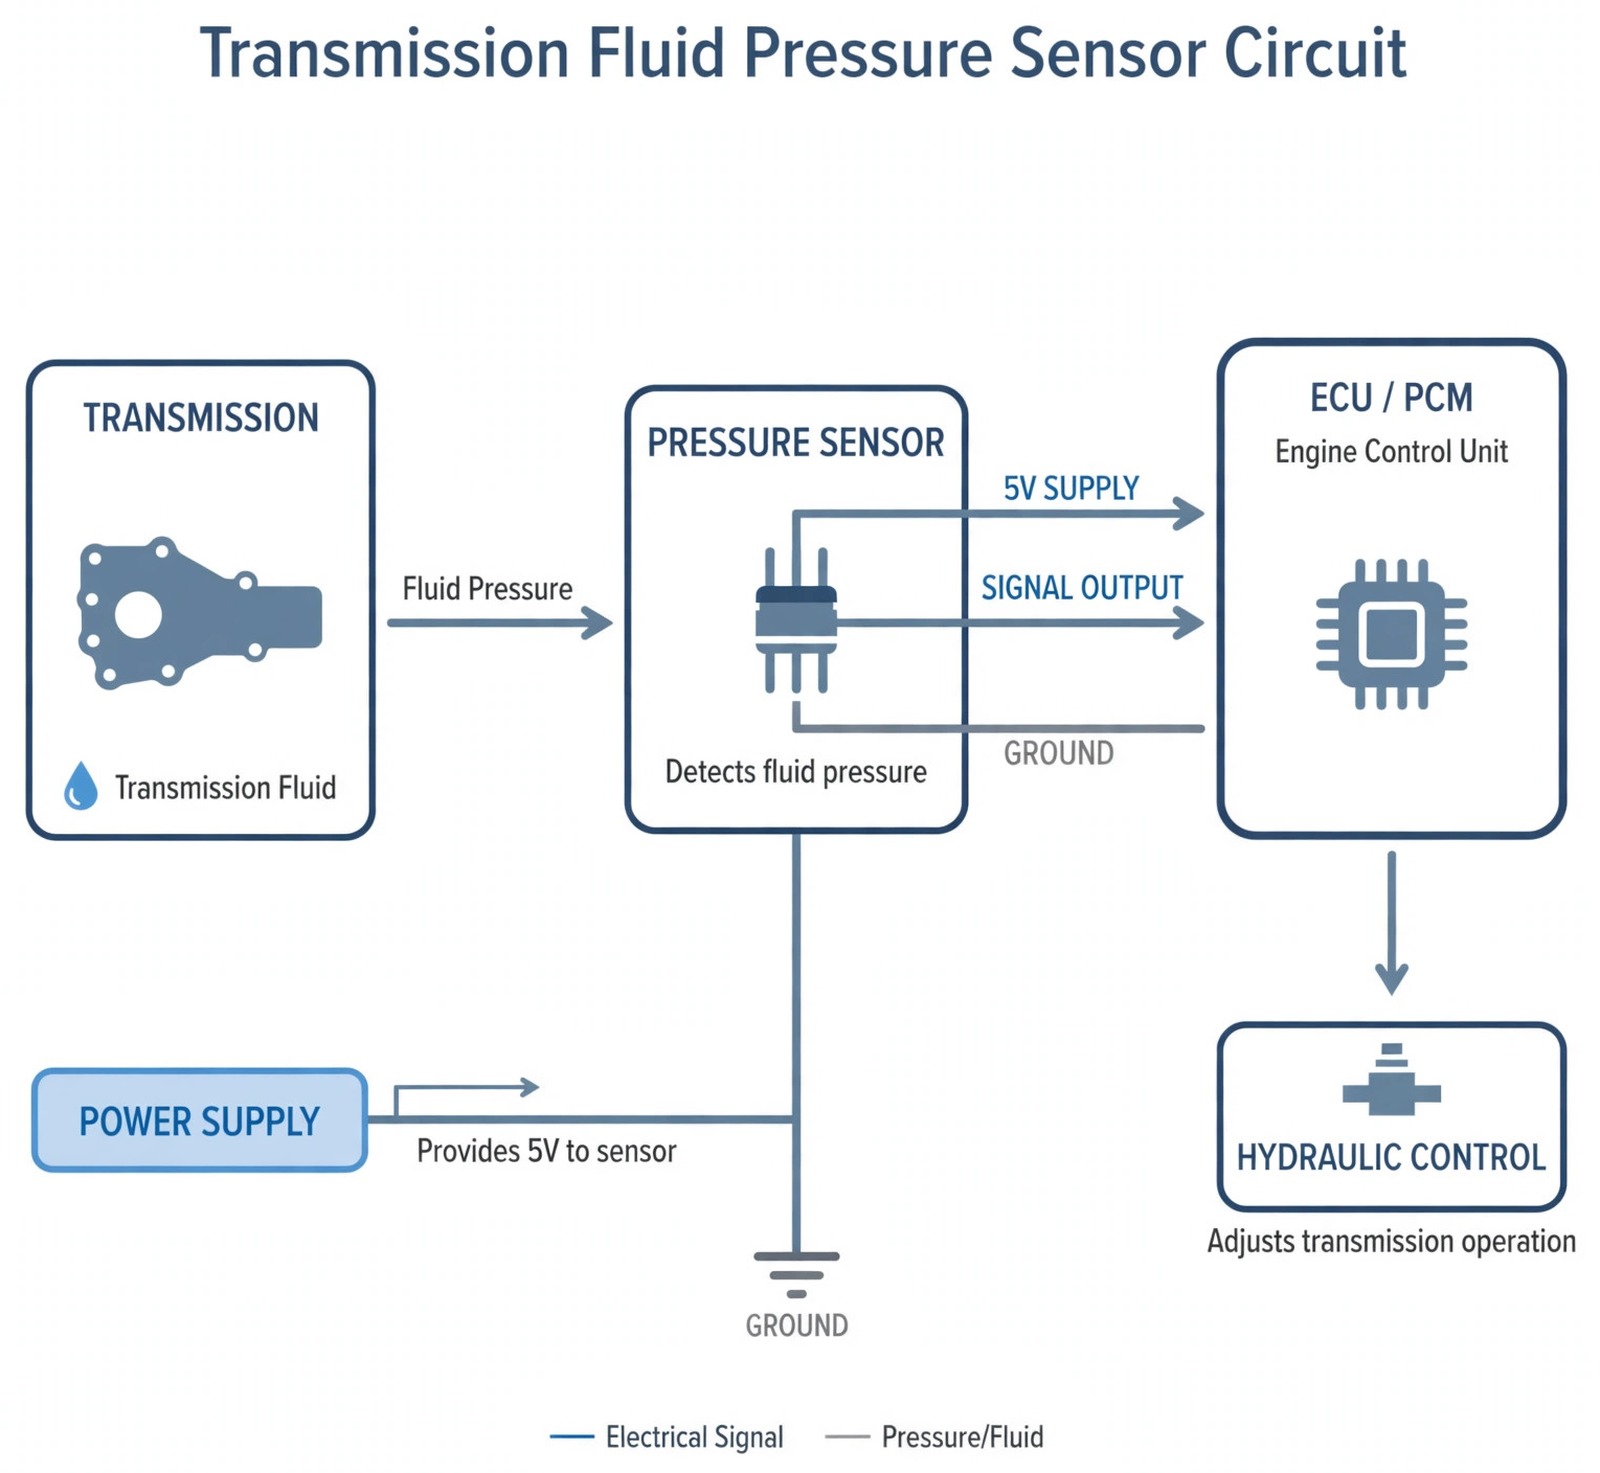 Transmission Fluid Pressure Sensor Circuit
TRANSMISSION
Transmission Fluid
Fluid Pressure
PRESSURE SENSOR
Detects fluid pressure
5V SUPPLY
SIGNAL OUTPUT
GROUND
ECU / PCM
Engine Control Unit
POWER SUPPLY
Provides 5V to sensor
GROUND
HYDRAULIC CONTROL
Adjusts transmission operation
Electrical Signal
Pressure/Fluid